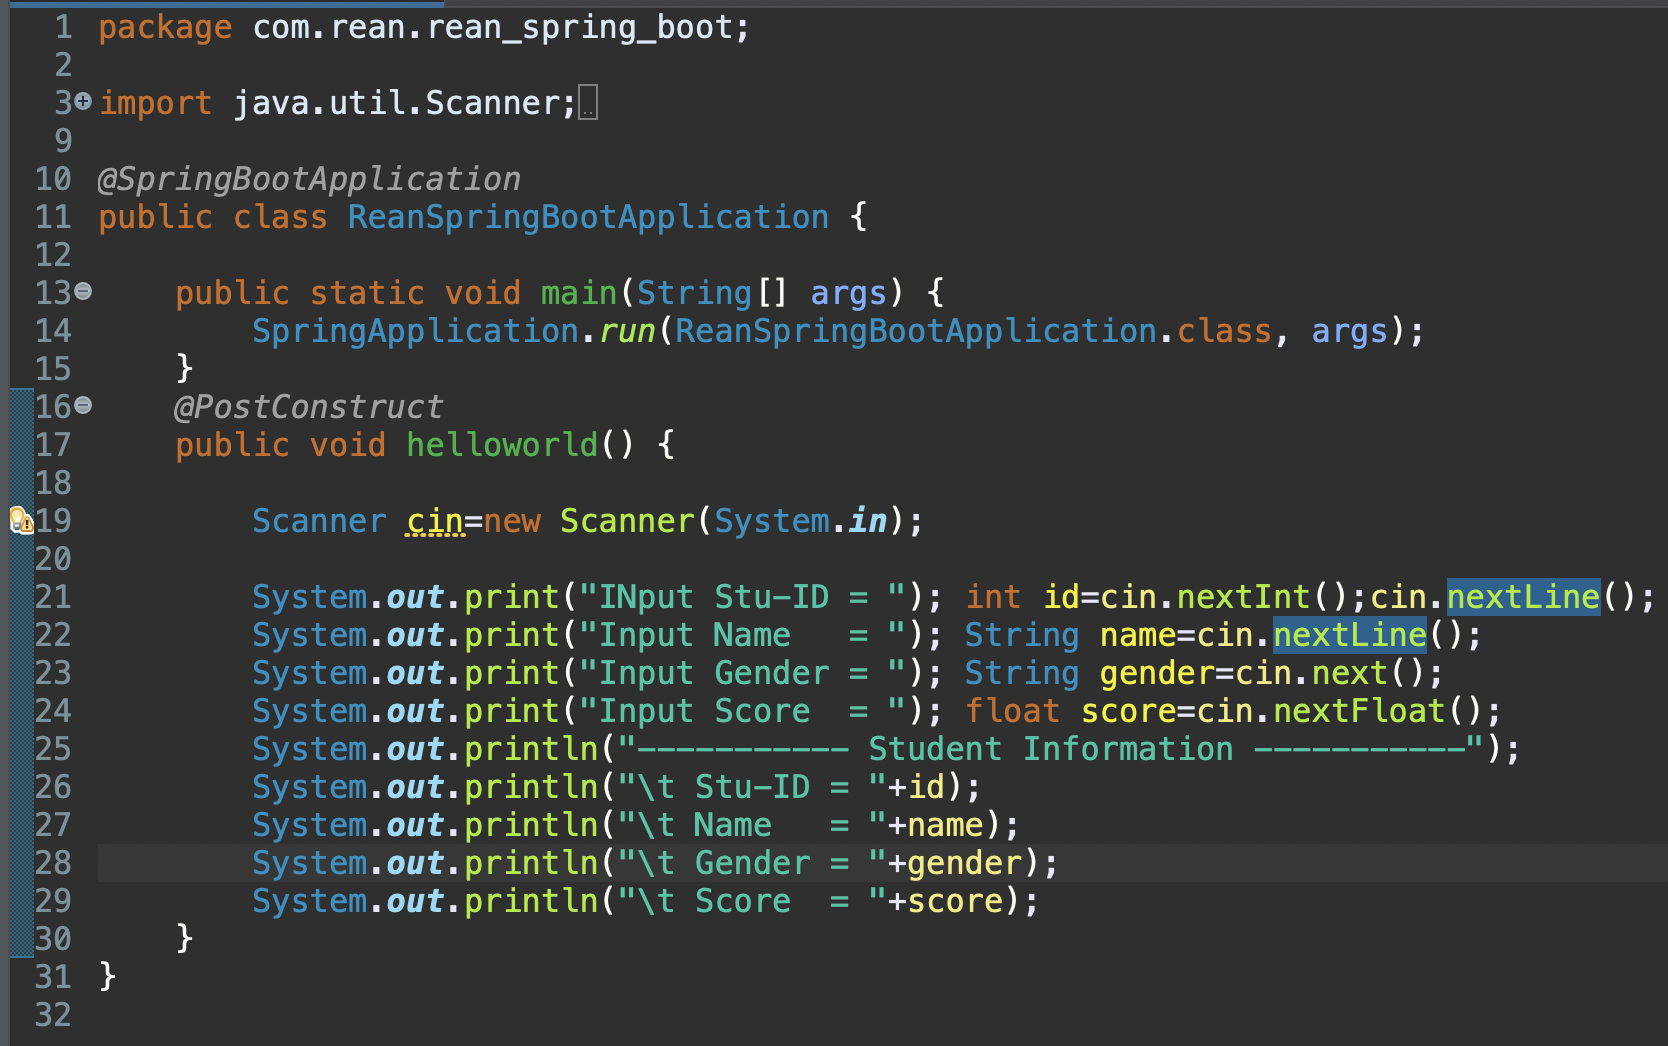 1 package com.rean.rean_spring_boot;
2
3 import java.util.Scanner;
9
10 @SpringBootApplication
11 public class ReanSpringBootApplication {
12
13     public static void main(String[] args) {
14         SpringApplication.run(ReanSpringBootApplication.class, args);
15     }
16     @PostConstruct
17     public void helloworld() {
18
19         Scanner cin=new Scanner(System.in);
20
21         System.out.print("INput Stu-ID = "); int id=cin.nextInt();cin.nextLine();
22         System.out.print("Input Name   = "); String name=cin.nextLine();
23         System.out.print("Input Gender = "); String gender=cin.next();
24         System.out.print("Input Score  = "); float score=cin.nextFloat();
25         System.out.println("----------- Student Information -----------");
26         System.out.println("\t Stu-ID = "+id);
27         System.out.println("\t Name   = "+name);
28         System.out.println("\t Gender = "+gender);
29         System.out.println("\t Score  = "+score);
30     }
31 }
32